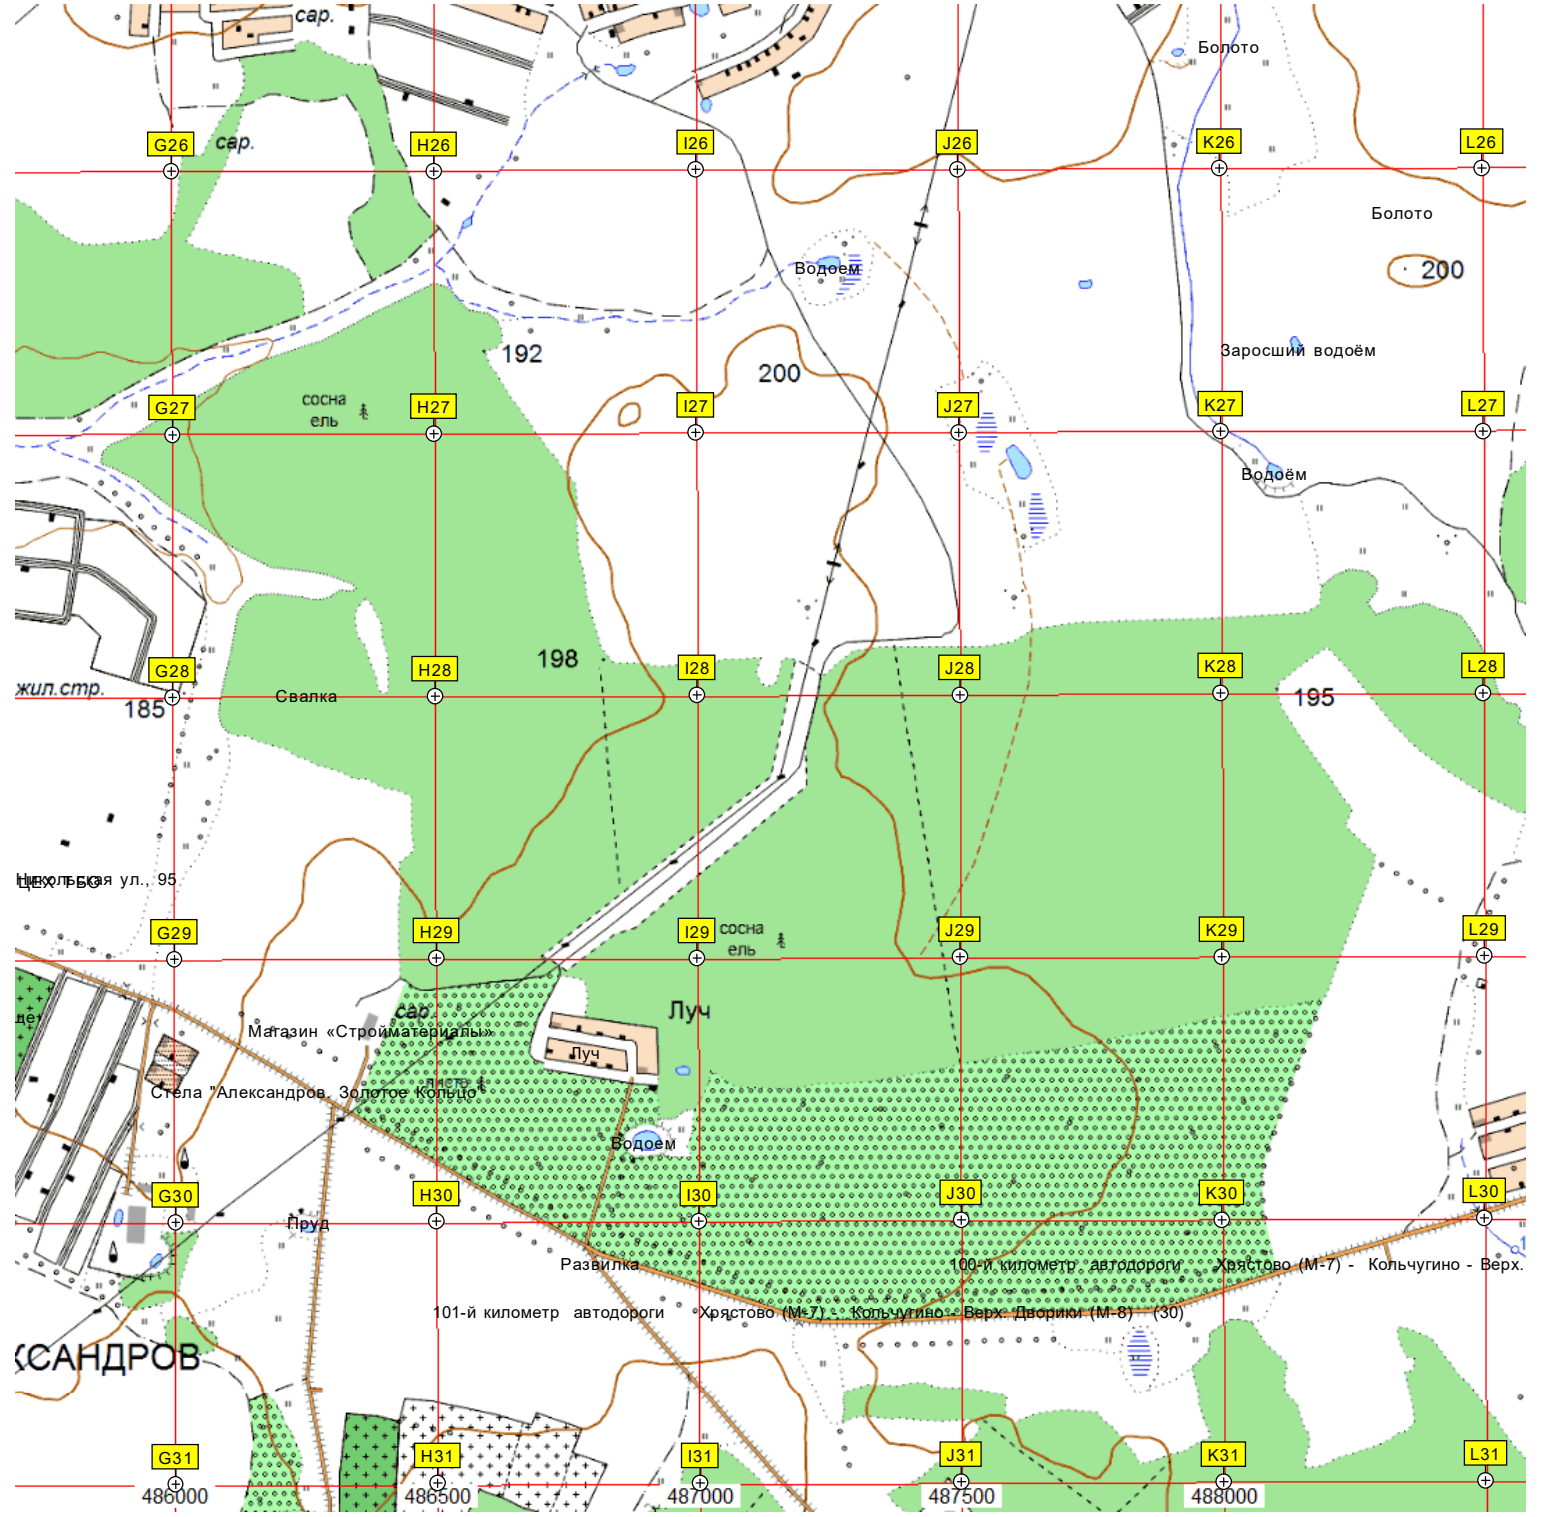 сар.
Болото
G26
сар.
H26
I26
J26
K26
L26
Болото
Водоем
200
192
200
Заросший водоём
сосна
ель
G27
H27
I27
J27
K27
L27
Водоём
198
G28
H28
I28
J28
K28
L28
жил.стр.
185
Свалка
195
Никольская ул., 95
G29
H29
I29
сосна
ель
J29
K29
L29
сар.
Луч
Магазин «Стройматериалы»
Луч
Стела "Александров. Золотое Кольцо"
Водоем
G30
H30
I30
J30
K30
L30
Пруд
Развилка
100-й километр автодороги Хрястово (М-7) - Кольчугино - Верх.
101-й километр автодороги Хрястово (М-7) - Кольчугино - Верх. Дворики (М-8) (30)
КСАНДРОВ
G31
H31
I31
J31
K31
L31
486000
486500
487000
487500
488000